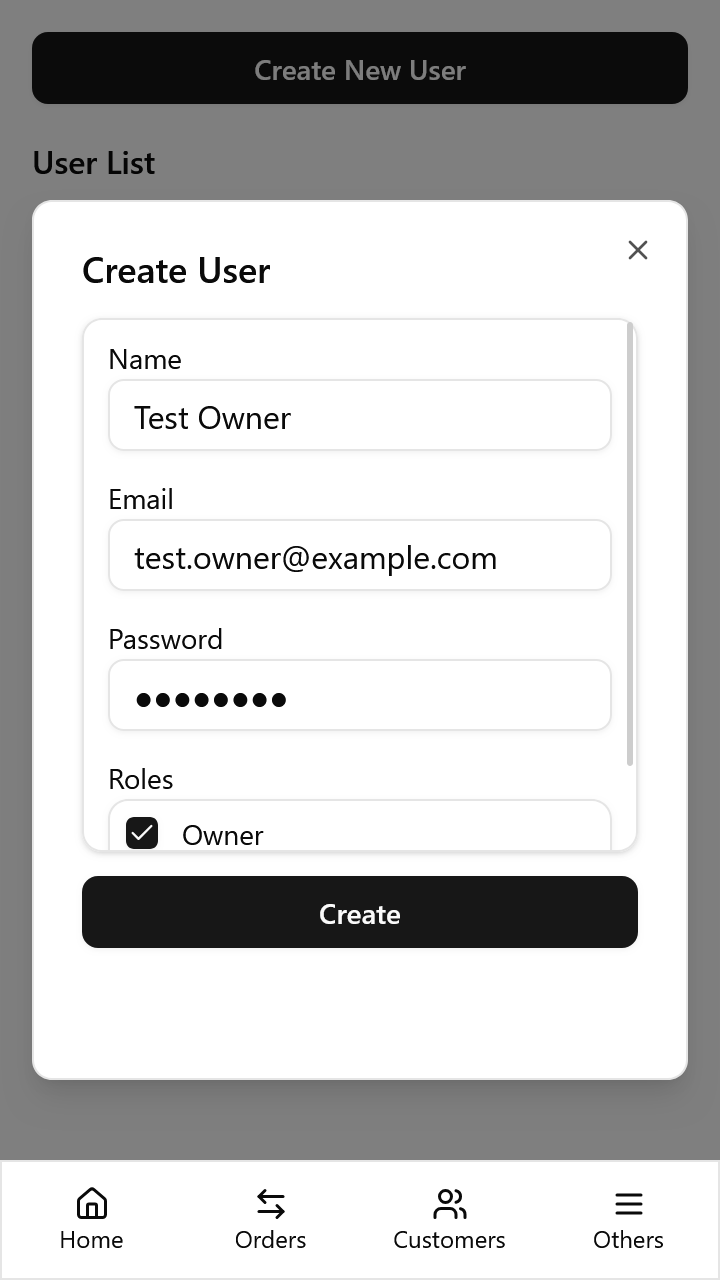 Create New User
User List
Create User
Name
Test Owner
Email
test.owner@example.com
Password
••••••••
Roles
Owner
Create
Home
Orders
Customers
Others